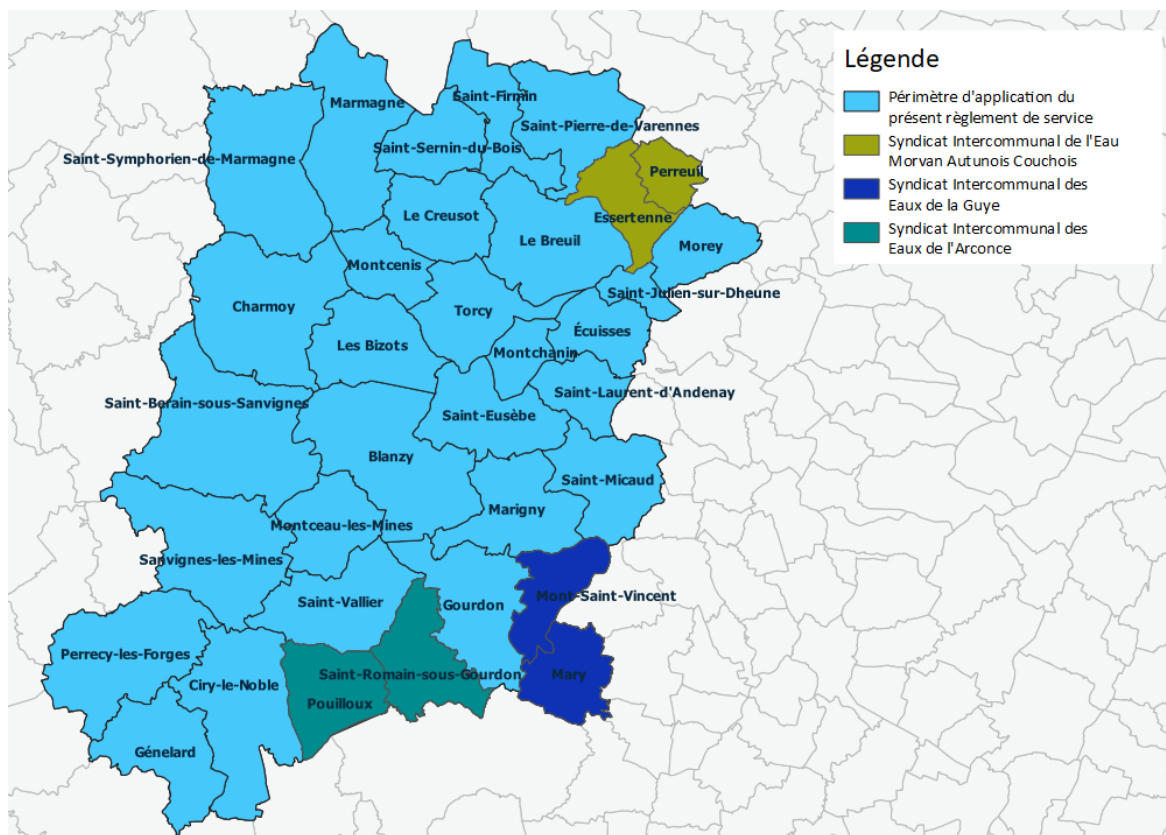 Légende
Périmètre d'application du
présent règlement de service
Syndicat Intercommunal de l'Eau
Morvan Autunois Couchois
Syndicat Intercommunal des
Eaux de la Guye
Syndicat Intercommunal des
Eaux de l'Arconce
Marmagne
Saint-Firmin
Saint-Pierre-de-Varennes
Saint-Symphorien-de-Marmagne
Saint-Sernin-du-Bois
Perreuil
Le Creusot
Essertenne
Le Breuil
Morey
Montcenis
Saint-Julien-sur-Dheune
Charmoy
Torcy
Écuisses
Les Bizots
Montchanin
Saint-Laurent-d'Andenay
Saint-Berain-sous-Sanvignes
Saint-Eusèbe
Blanzy
Saint-Micaud
Marigny
Montceau-les-Mines
Sanvignes-les-Mines
Mont-Saint-Vincent
Saint-Vallier
Gourdon
Perrecy-les-Forges
Saint-Romain-sous-Gourdon
Mary
Ciry-le-Noble
Pouilloux
Génelard